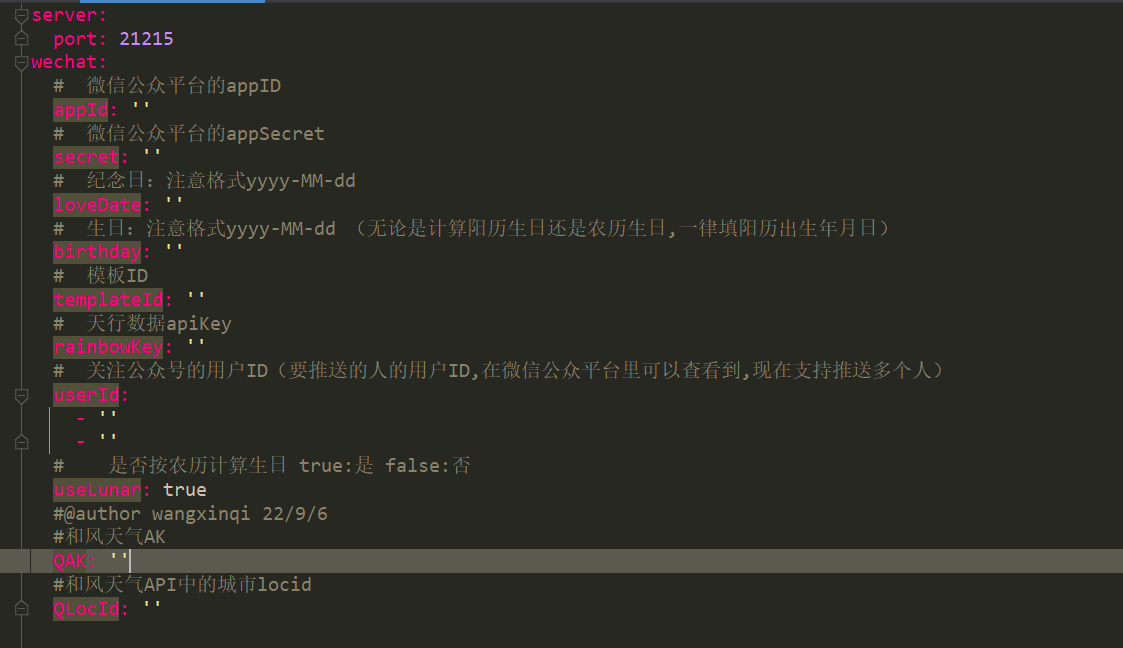 server:
  port: 21215
wechat:
  #  微信公众平台的appID
  appId: ''
  #  微信公众平台的appSecret
  secret: ''
  #  纪念日：注意格式yyyy-MM-dd
  loveDate: ''
  #  生日：注意格式yyyy-MM-dd （无论是计算阳历生日还是农历生日,一律填阳历出生年月日）
  birthday: ''
  #  模板ID
  templateId: ''
  #  天行数据apiKey
  rainbowKey: ''
  #  关注公众号的用户ID（要推送的人的用户ID,在微信公众平台里可以查看到,现在支持推送多个人）
  userId:
    - ''
    - ''
  #    是否按农历计算生日 true:是 false:否
  useLunar: true
  #@author wangxinqi 22/9/6
  #和风天气AK
  QAK: ''
  #和风天气API中的城市locid
  QLocId: ''